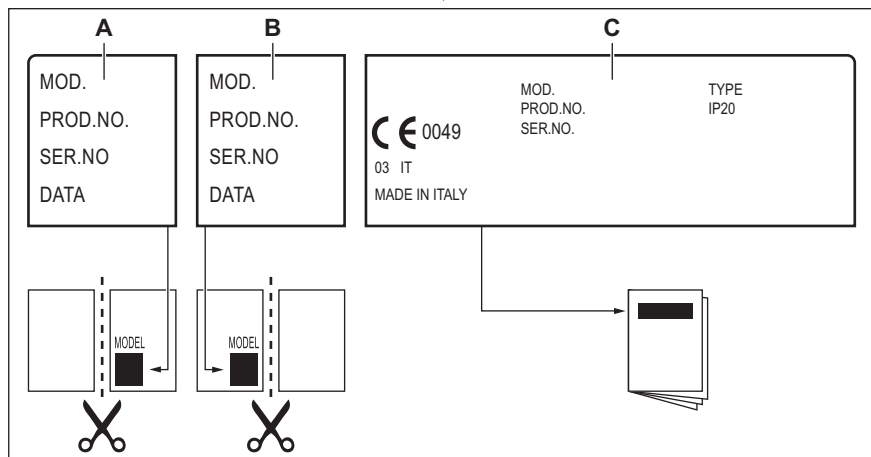 A
B
C
MOD.
PROD.NO.
SER.NO
DATA
MOD.
PROD.NO.
SER.NO
DATA
MOD.
PROD.NO.
SER.NO.
TYPE
IP20
CE 0049
03 IT
MADE IN ITALY
MODEL
MODEL